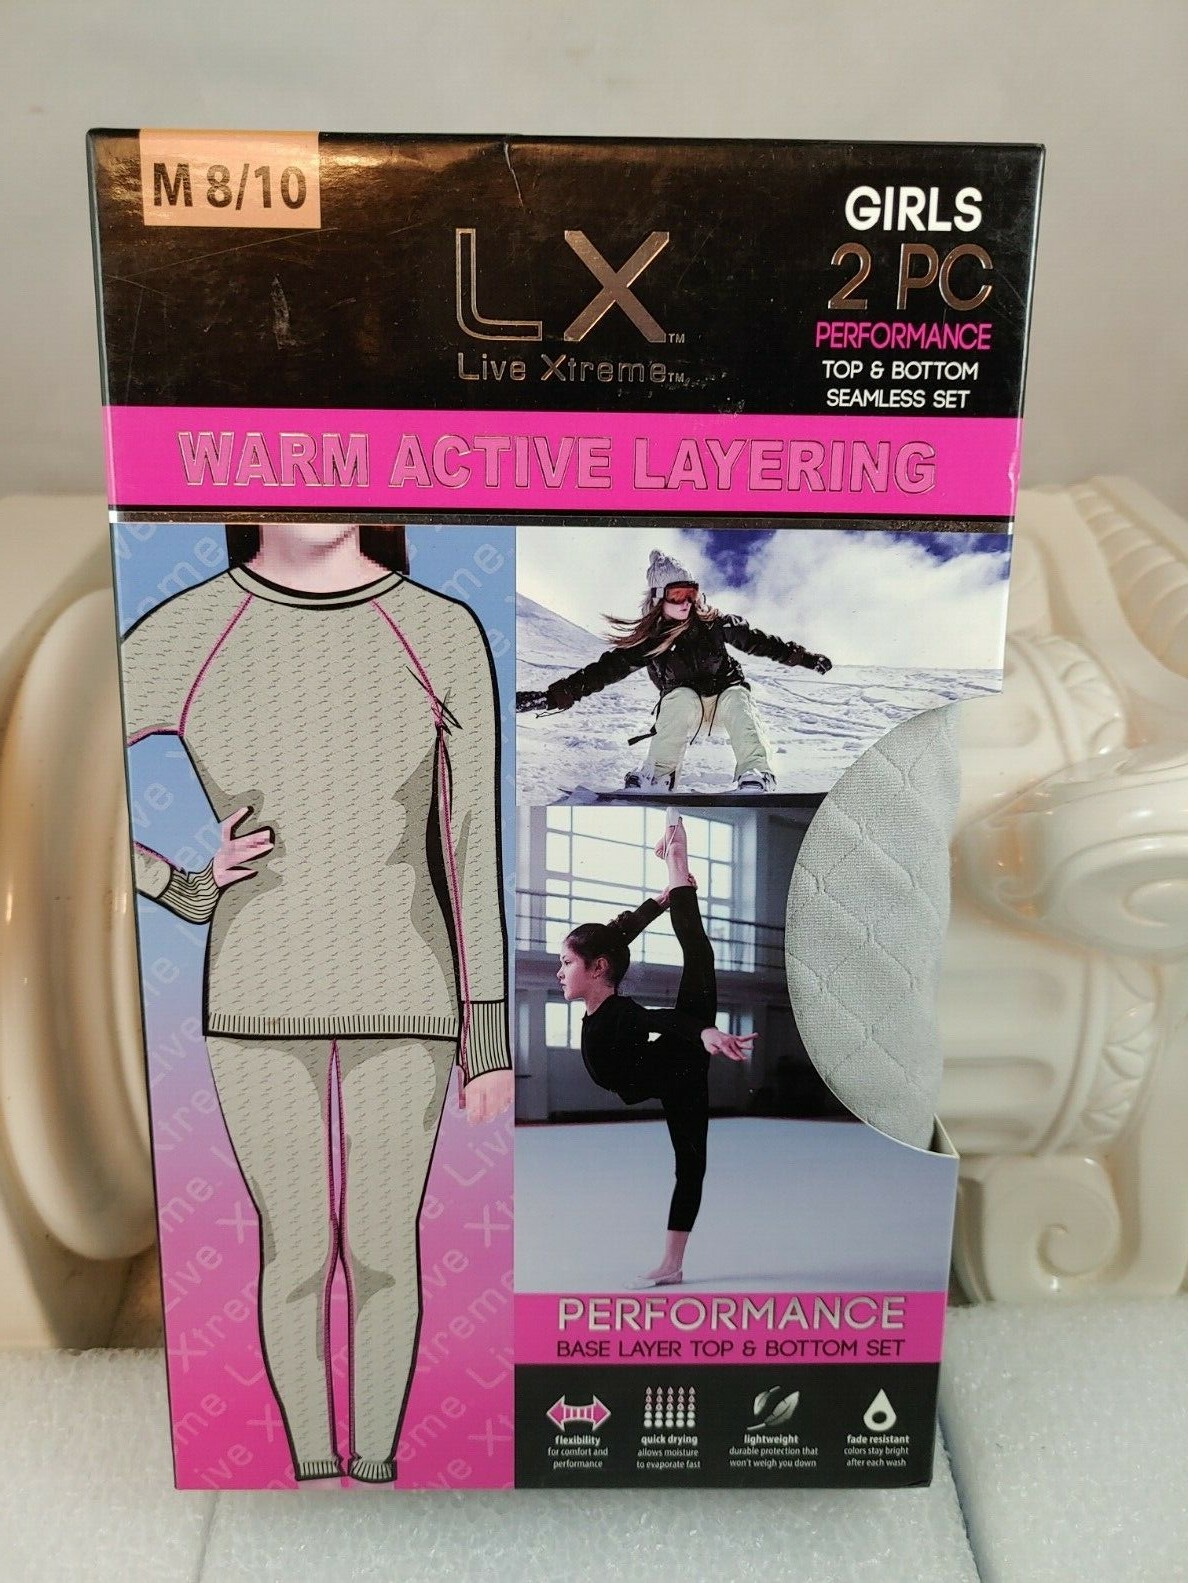 M 8/10
LX™
Live Xtreme™
GIRLS
2 PC
PERFORMANCE
TOP & BOTTOM
SEAMLESS SET
WARM ACTIVE LAYERING
PERFORMANCE
BASE LAYER TOP & BOTTOM SET
flexibility
for comfort and
performance
quick drying
allows moisture
to evaporate fast
lightweight
durable protection that
won't weigh you down
fade resistant
colors stay bright
after each wash